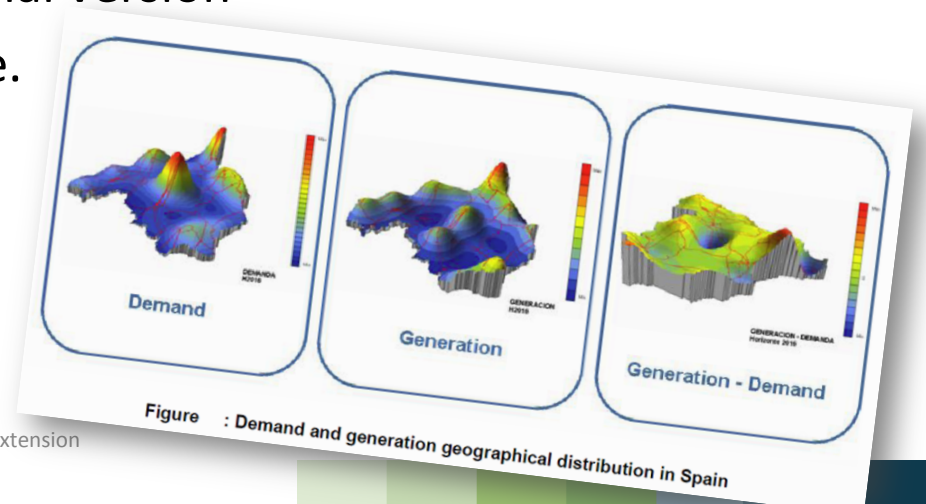 version
e.
DEMANDA
H2016
Demand
GENERACION
H2016
Generation
GENERACION - DEMANDA
Horizonte 2016
Generation - Demand
Figure : Demand and generation geographical distribution in Spain
xtension